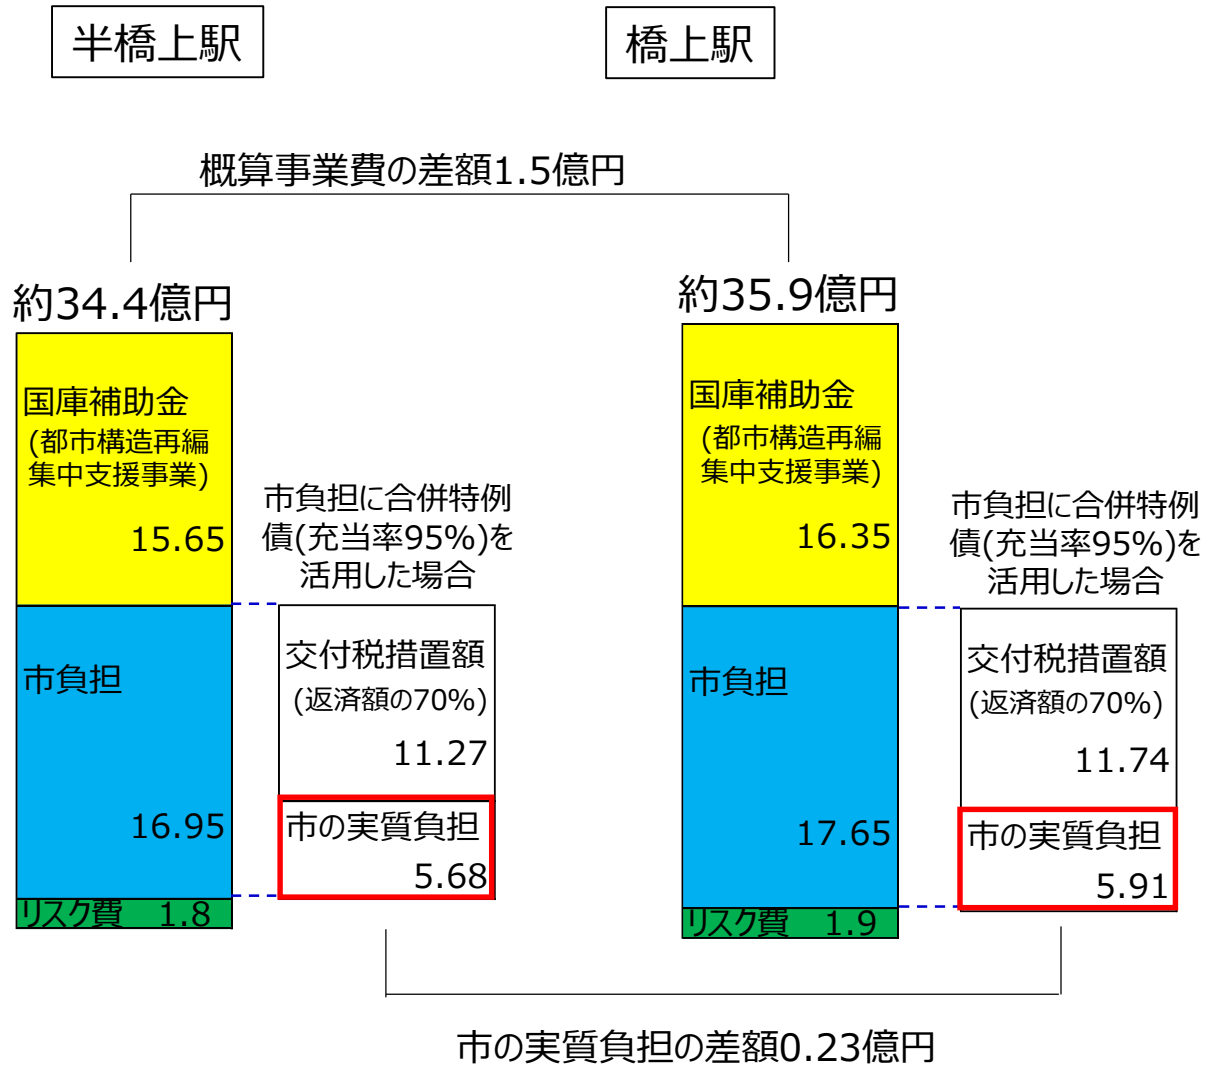 半橋上駅
橋上駅
概算事業費の差額1.5億円
約34.4億円
国庫補助金
(都市構造再編
集中支援事業)
15.65
市負担
16.95
リスク費 1.8
市負担に合併特例
債(充当率95%)を
活用した場合
交付税措置額
(返済額の70%)
11.27
市の実質負担
5.68
約35.9億円
国庫補助金
(都市構造再編
集中支援事業)
16.35
市負担
17.65
リスク費 1.9
市負担に合併特例
債(充当率95%)を
活用した場合
交付税措置額
(返済額の70%)
11.74
市の実質負担
5.91
市の実質負担の差額0.23億円